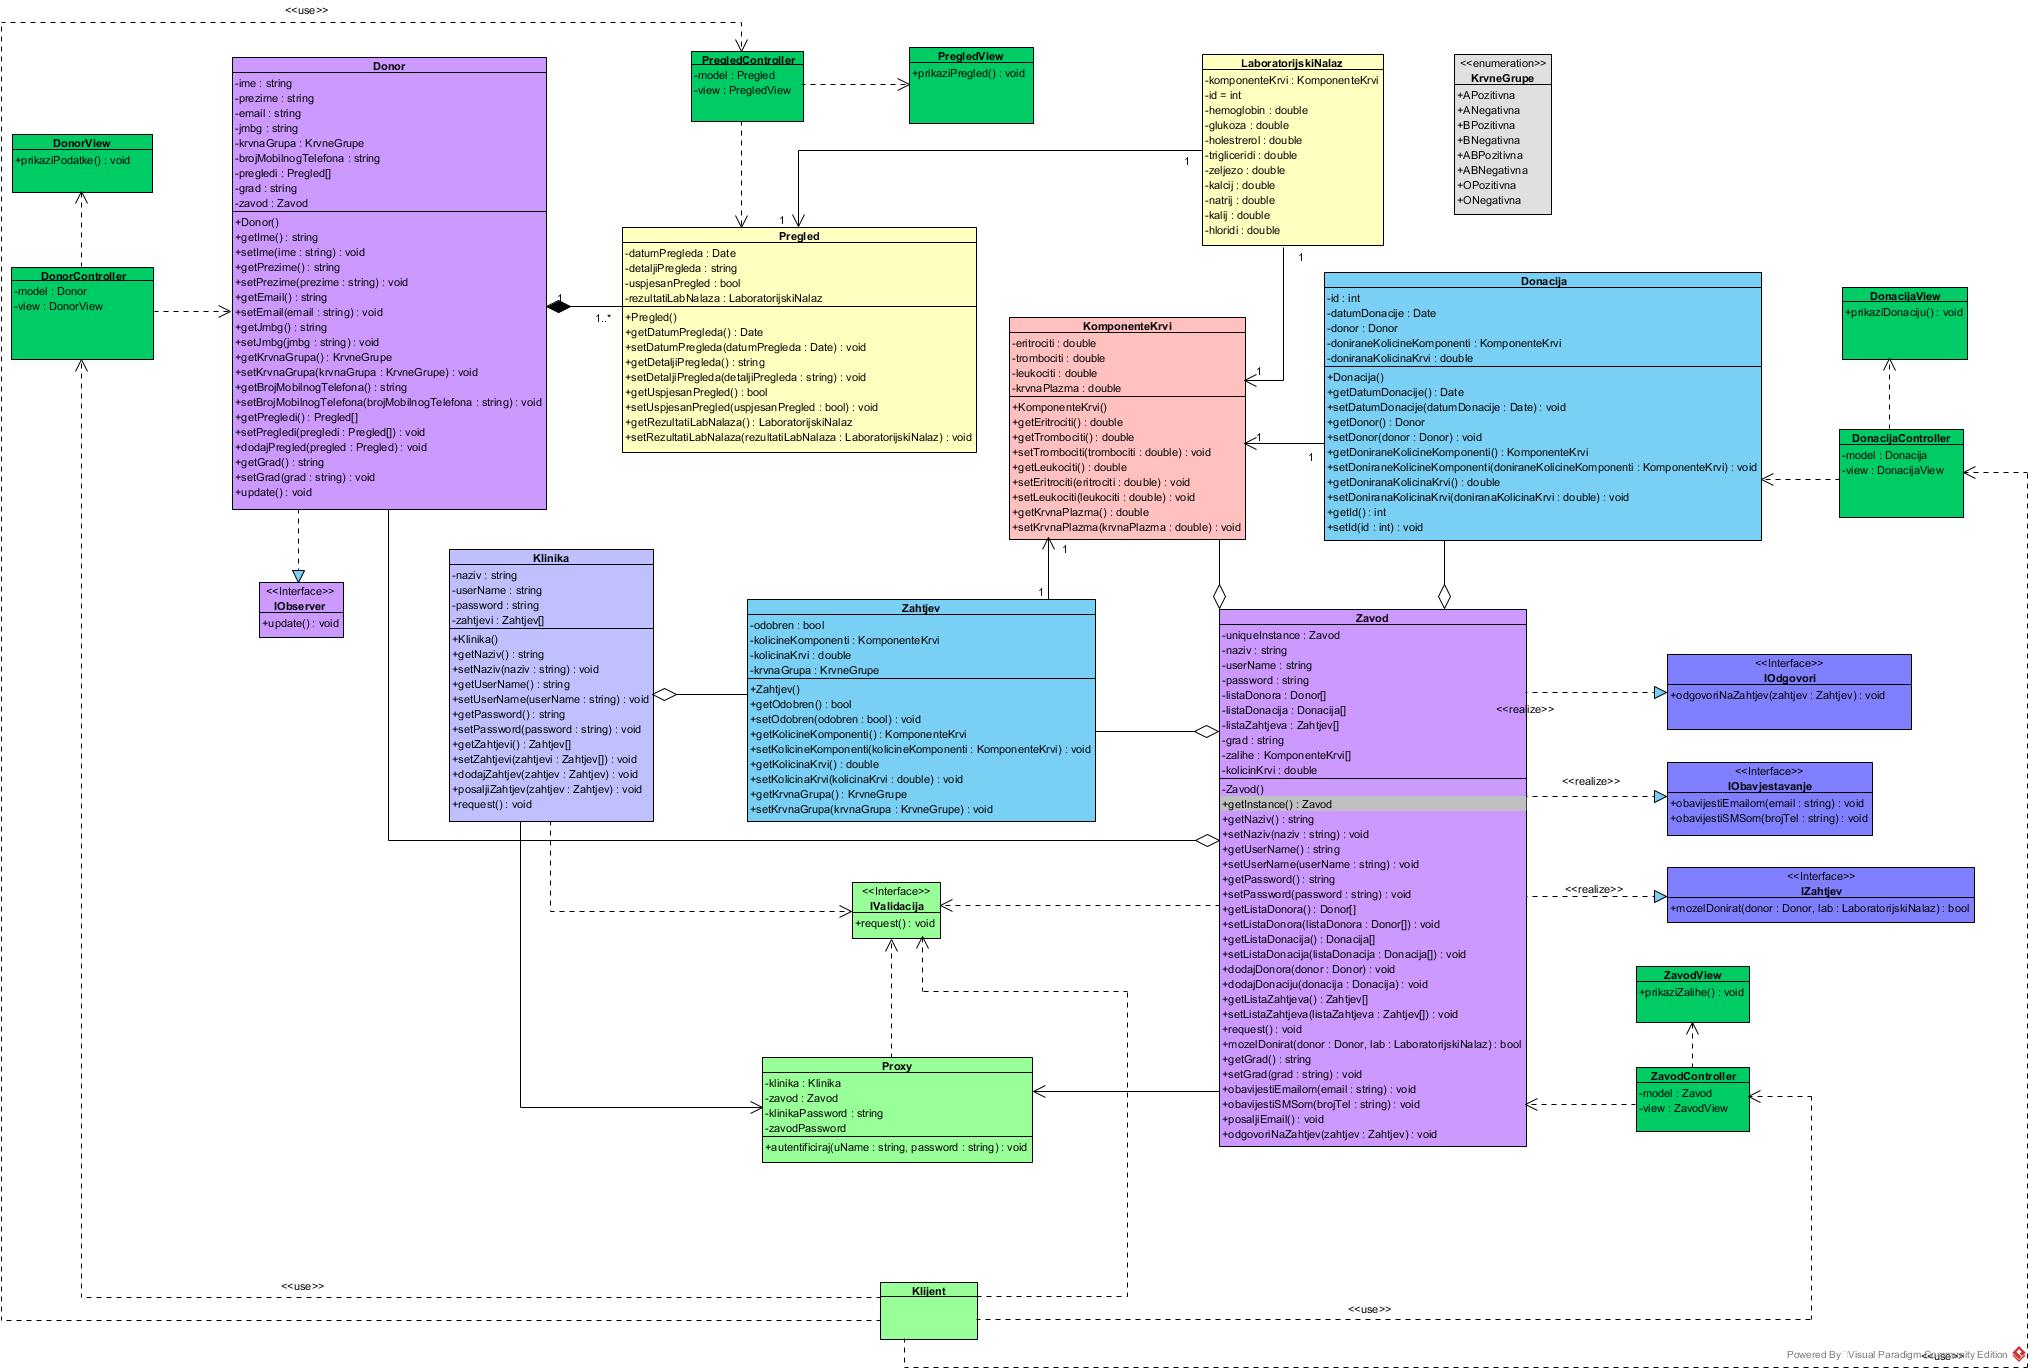 <<use>>
Donor
-ime : string
-prezime : string
-email : string
-jmbg : string
-krvnaGrupa : KrvneGrupe
-brojMobilnogTelefona : string
-pregledi : Pregled[]
-grad : string
-zavod : Zavod
+Donor()
+getIme() : string
+setIme(ime : string) : void
+getPrezime() : string
+setPrezime(prezime : string) : void
+getEmail() : string
+setEmail(email : string) : void
+getJmbg() : string
+setJmbg(jmbg : string) : void
+getKrvnaGrupa() : KrvneGrupe
+setKrvnaGrupa(krvnaGrupa : KrvneGrupe) : void
+getBrojMobilnogTelefona() : string
+setBrojMobilnogTelefona(brojMobilnogTelefona : string) : void
+getPregledi() : Pregled[]
+setPregledi(pregledi : Pregled[]) : void
+dodajPregled(pregled : Pregled) : void
+getGrad() : string
+setGrad(grad : string) : void
+update() : void
PregledController
-model : Pregled
-view : PregledView
PregledView
+prikaziPregled() : void
LaboratorijskiNalaz
-komponenteKrvi : KomponenteKrvi
-id = int
-hemoglobin : double
-glukoza : double
-holestrerol : double
-trigliceridi : double
-zeljezo : double
-kalcij : double
-natrij : double
-kalij : double
-hloridi : double
<<enumeration>>
KrvneGrupe
+APozitivna
+ANegativna
+BPozitivna
+BNegativna
+ABPozitivna
+ABNegativna
+OPozitivna
+ONegativna
DonorView
+prikaziPodatke() : void
DonorController
-model : Donor
-view : DonorView
1
1
1
1..*
Pregled
-datumPregleda : Date
-detaljiPregleda : string
-uspjesanPregled : bool
-rezultatiLabNalaza : LaboratorijskiNalaz
+Pregled()
+getDatumPregleda() : Date
+setDatumPregleda(datumPregleda : Date) : void
+getDetaljiPregleda() : string
+setDetaljiPregleda(detaljiPregleda : string) : void
+getUspjesanPregled() : bool
+setUspjesanPregled(uspjesanPregled : bool) : void
+getRezultatiLabNalaza() : LaboratorijskiNalaz
+setRezultatiLabNalaza(rezultatiLabNalaza : LaboratorijskiNalaz) : void
1
1
1
1
KomponenteKrvi
-eritrociti : double
-trombociti : double
-leukociti : double
-krvnaPlazma : double
+KomponenteKrvi()
+getEritrociti() : double
+getTrombociti() : double
+setTrombociti(trombociti : double) : void
+getLeukociti() : double
+setEritrociti(eritrociti : double) : void
+setLeukociti(leukociti : double) : void
+getKrvnaPlazma() : double
+setKrvnaPlazma(krvnaPlazma : double) : void
Donacija
-id : int
-datumDonacije : Date
-donor : Donor
-doniraneKolicineKomponenti : KomponenteKrvi
-doniranaKolicinaKrvi : double
+Donacija()
+getDatumDonacije() : Date
+setDatumDonacije(datumDonacije : Date) : void
+getDonor() : Donor
+setDonor(donor : Donor) : void
+getDoniraneKolicineKomponenti() : KomponenteKrvi
+setDoniraneKolicineKomponenti(doniraneKolicineKomponenti : KomponenteKrvi) : void
+getDoniranaKolicinaKrvi() : double
+setDoniranaKolicinaKrvi(doniranaKolicinaKrvi : double) : void
+getId() : int
+setId(id : int) : void
DonacijaView
+prikaziDonaciju() : void
DonacijaController
-model : Donacija
-view : DonacijaView
<<Interface>>
IObserver
+update() : void
Klinika
-naziv : string
-userName : string
-password : string
-zahtjevi : Zahtjev[]
+Klinika()
+getNaziv() : string
+setNaziv(naziv : string) : void
+getUserName() : string
+setUserName(userName : string) : void
+getPassword() : string
+setPassword(password : string) : void
+getZahtjevi() : Zahtjev[]
+setZahtjevi(zahtjevi : Zahtjev[]) : void
+dodajZahtjev(zahtjev : Zahtjev) : void
+posaljiZahtjev(zahtjev : Zahtjev) : void
+request() : void
1
1
Zahtjev
-odobren : bool
-kolicineKomponenti : KomponenteKrvi
-kolicinaKrvi : double
-krvnaGrupa : KrvneGrupe
+Zahtjev()
+getOdobren() : bool
+setOdobren(odobren : bool) : void
+getKolicineKomponenti() : KomponenteKrvi
+setKolicineKomponenti(kolicineKomponenti : KomponenteKrvi) : void
+getKolicinaKrvi() : double
+setKolicinaKrvi(kolicinaKrvi : double) : void
+getKrvnaGrupa() : KrvneGrupe
+setKrvnaGrupa(krvnaGrupa : KrvneGrupe) : void
Zavod
-uniqueInstance : Zavod
-naziv : string
-userName : string
-password : string
-listaDonora : Donor[]
-listaDonacija : Donacija[]
-listaZahtjeva : Zahtjev[]
-grad : string
-zalihe : KomponenteKrvi[]
-kolicinKrvi : double
-Zavod()
+getInstance() : Zavod
+getNaziv() : string
+setNaziv(naziv : string) : void
+getUserName() : string
+setUserName(userName : string) : void
+getPassword() : string
+setPassword(password : string) : void
+getListaDonora() : Donor[]
+setListaDonora(listaDonora : Donor[]) : void
+getListaDonacija() : Donacija[]
+setListaDonacija(listaDonacija : Donacija[]) : void
+dodajDonora(donor : Donor) : void
+dodajDonaciju(donacija : Donacija) : void
+getListaZahtjeva() : Zahtjev[]
+setListaZahtjeva(listaZahtjeva : Zahtjev[]) : void
+request() : void
+mozelDonirat(donor : Donor, lab : LaboratorijskiNalaz) : bool
+getGrad() : string
+setGrad(grad : string) : void
+obavijestiEmailom(email : string) : void
+obavijestiSMSom(brojTel : string) : void
+posaljiEmail() : void
+odgovoriNaZahtjev(zahtjev : Zahtjev) : void
<<realize>>
<<Interface>>
IOdgovori
+odgovoriNaZahtjev(zahtjev : Zahtjev) : void
<<realize>>
<<Interface>>
IObavjestavanje
+obavijestiEmailom(email : string) : void
+obavijestiSMSom(brojTel : string) : void
<<realize>>
<<Interface>>
IZahtjev
+mozelDonirat(donor : Donor, lab : LaboratorijskiNalaz) : bool
<<Interface>>
IValidacija
+request() : void
Proxy
-klinika : Klinika
-zavod : Zavod
-klinikaPassword : string
-zavodPassword
+autentificiraj(uName : string, password : string) : void
ZavodView
+prikaziZalihe() : void
ZavodController
-model : Zavod
-view : ZavodView
<<use>>
Klijent
<<use>>
<<use>>
Powered By Visual Paradigm Community Edition